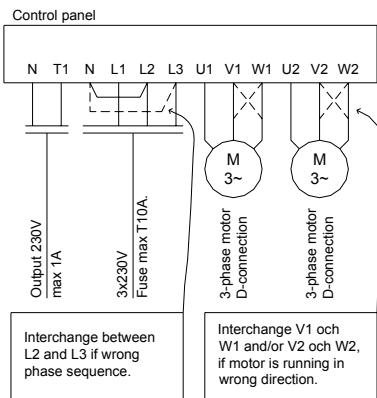 Control panel
N T1 N L1 L2 L3 U1 V1 W1 U2 V2 W2
M
3~
M
3~
Output 230V
max 1A
3x230V
Fuse max T10A.
3-phase motor
D-connection
3-phase motor
D-connection
Interchange between
L2 and L3 if wrong
phase sequence.
Interchange V1 och
W1 and/or V2 och W2,
if motor is running in
wrong direction.